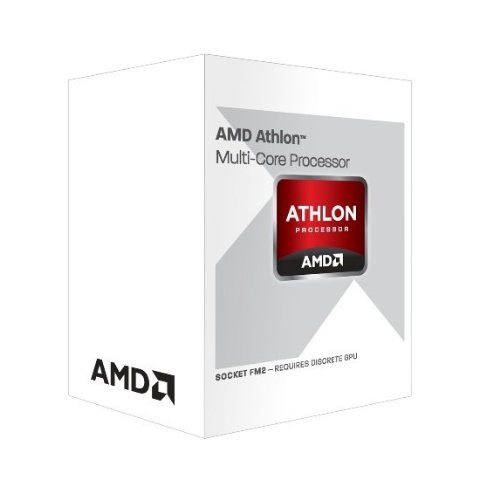 AMD Athlon™
Multi-Core Processor
ATHLON
PROCESSOR
AMD
SOCKET FM2 – REQUIRES DISCRETE GPU
AMD